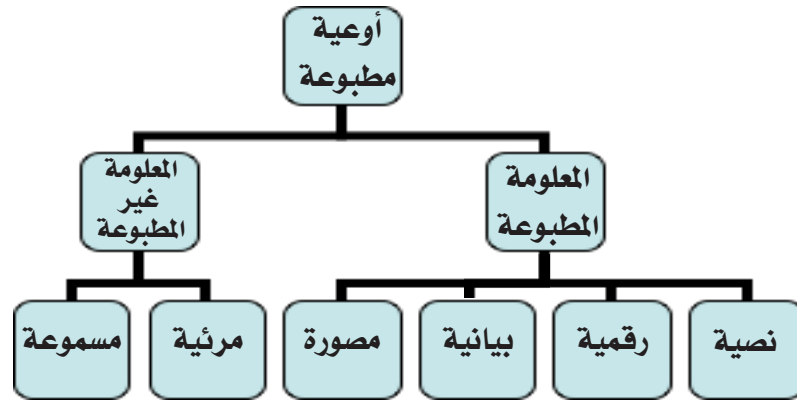 أوعية
مطبوعة
المعلومة
المطبوعة
المعلومة
غير
المطبوعة
نصية
رقمية
بيانية
مصورة
مرئية
مسموعة